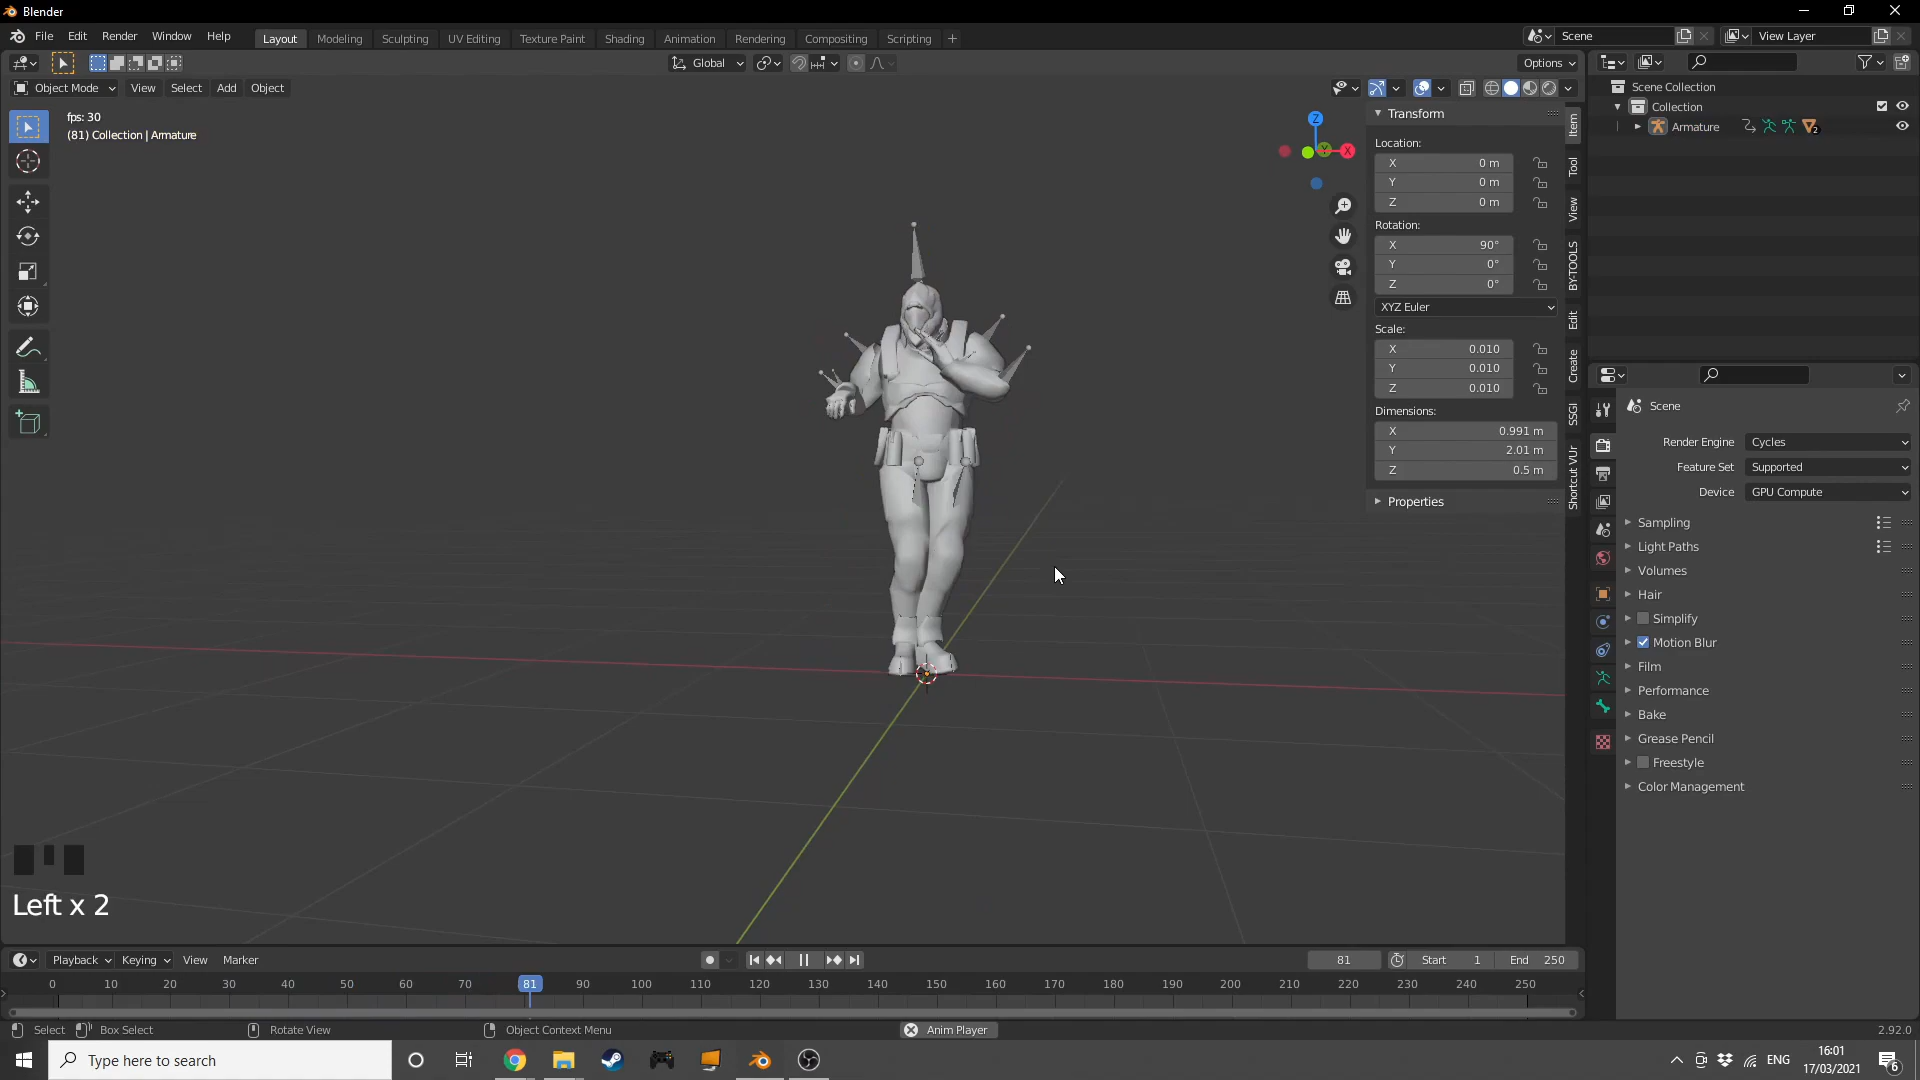 Blender
File Edit Render Window Help Layout Modeling Sculpting UV Editing Texture Paint Shading Animation Rendering Compositing Scripting + Scene View Layer
Global Options
Object Mode View Select Add Object
fps: 30
(81) Collection | Armature
Z
X
Y
Transform
Location:
X 0 m
Y 0 m
Z 0 m
Rotation:
X 90°
Y 0°
Z 0°
XYZ Euler
Scale:
X 0.010
Y 0.010
Z 0.010
Dimensions:
X 0.991 m
Y 2.01 m
Z 0.5 m
Properties
Item
Tool
View
BY-TOOLS
Edit
Create
SSGI
Shortcut VUr
Scene Collection
Collection
Armature 2
Scene
Render Engine Cycles
Feature Set Supported
Device GPU Compute
Sampling
Light Paths
Volumes
Hair
Simplify
Motion Blur
Film
Performance
Bake
Grease Pencil
Freestyle
Color Management
Left x 2
Playback Keying View Marker 81 Start 1 End 250
0 10 20 30 40 50 60 70 81 90 100 110 120 130 140 150 160 170 180 190 200 210 220 230 240 250
Select Box Select Rotate View Object Context Menu Anim Player 2.92.0
Type here to search ENG 16:01
17/03/2021 6